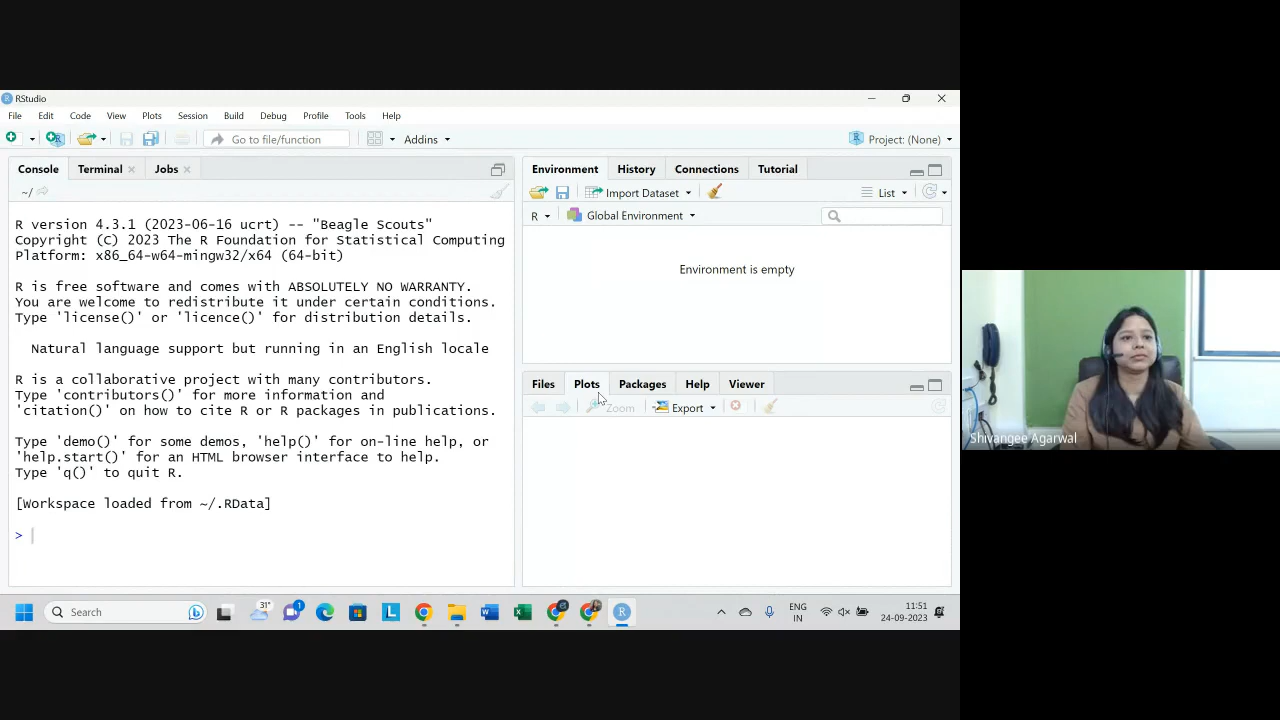 RStudio
File Edit Code View Plots Session Build Debug Profile Tools Help
Go to file/function
Addins
Project: (None)
Console Terminal Jobs
~/
R version 4.3.1 (2023-06-16 ucrt) -- "Beagle Scouts"
Copyright (C) 2023 The R Foundation for Statistical Computing
Platform: x86_64-w64-mingw32/x64 (64-bit)
R is free software and comes with ABSOLUTELY NO WARRANTY.
You are welcome to redistribute it under certain conditions.
Type 'license()' or 'licence()' for distribution details.
Natural language support but running in an English locale
R is a collaborative project with many contributors.
Type 'contributors()' for more information and
'citation()' on how to cite R or R packages in publications.
Type 'demo()' for some demos, 'help()' for on-line help, or
'help.start()' for an HTML browser interface to help.
Type 'q()' to quit R.
[Workspace loaded from ~/.RData]
>
Environment History Connections Tutorial
Import Dataset
List
R
Global Environment
Environment is empty
Files Plots Packages Help Viewer
Zoom
Export
Shivangee Agarwal
Search
31°
1
ENG
IN
11:51
24-09-2023